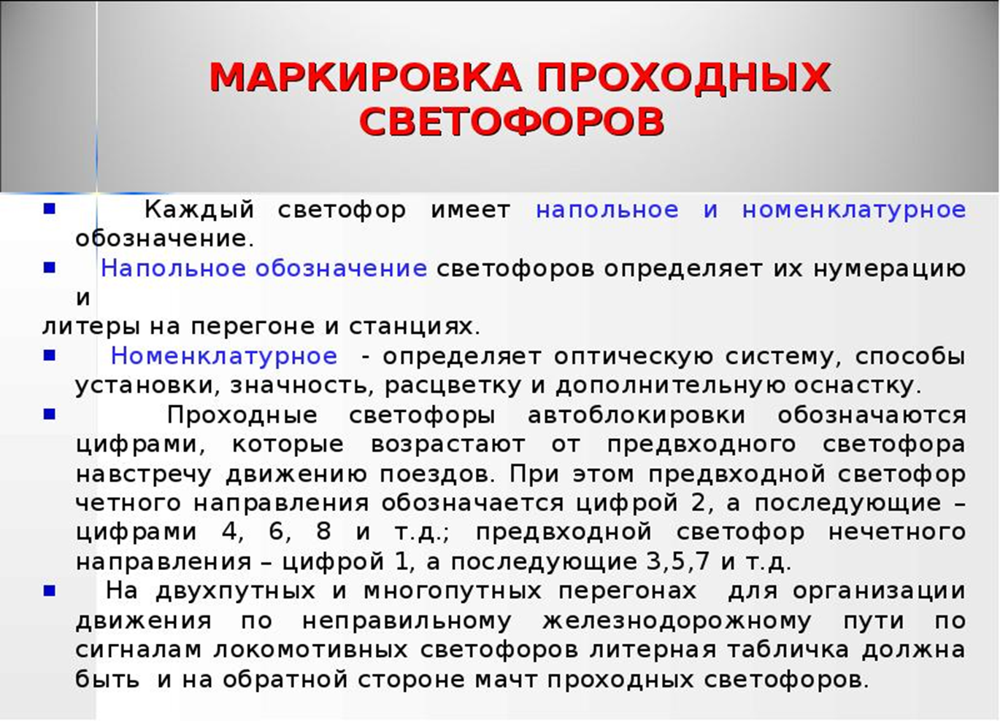 МАРКИРОВКА ПРОХОДНЫХ
СВЕТОФОРОВ
Каждый светофор имеет напольное и номенклатурное
обозначение.
Напольное обозначение светофоров определяет их нумерацию
и
литеры на перегоне и станциях.
Номенклатурное - определяет оптическую систему, способы
установки, значность, расцветку и дополнительную оснастку.
Проходные светофоры автоблокировки обозначаются
цифрами, которые возрастают от предвходного светофора
навстречу движению поездов. При этом предвходной светофор
четного направления обозначается цифрой 2, а последующие –
цифрами 4, 6, 8 и т.д.; предвходной светофор нечетного
направления – цифрой 1, а последующие 3,5,7 и т.д.
На двухпутных и многопутных перегонах для организации
движения по неправильному железнодорожному пути по
сигналам локомотивных светофоров литерная табличка должна
быть и на обратной стороне мачт проходных светофоров.